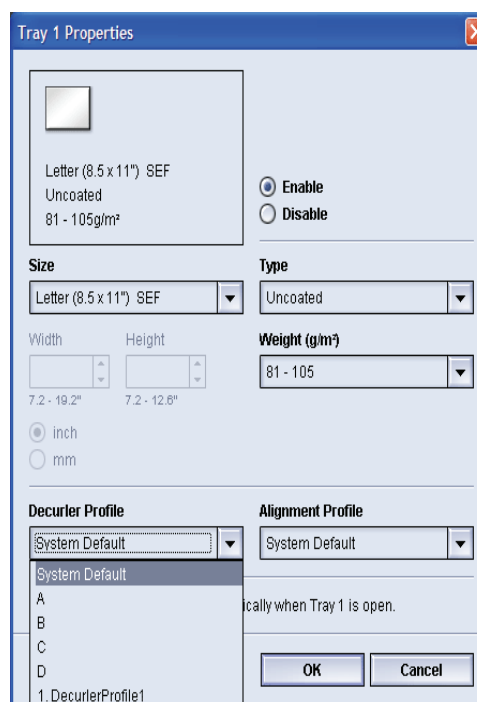 Tray 1 Properties
Letter (8.5 x 11") SEF
Uncoated
81 - 105g/m²
Enable
Disable
Size
Type
Letter (8.5 x 11") SEF
Uncoated
Width
Height
Weight (g/m²)
81 - 105
7.2 - 19.2"
7.2 - 12.6"
inch
mm
Decurler Profile
Alignment Profile
System Default
System Default
System Default
A
ically when Tray 1 is open.
B
C
D
OK
Cancel
1. DecurlerProfile1